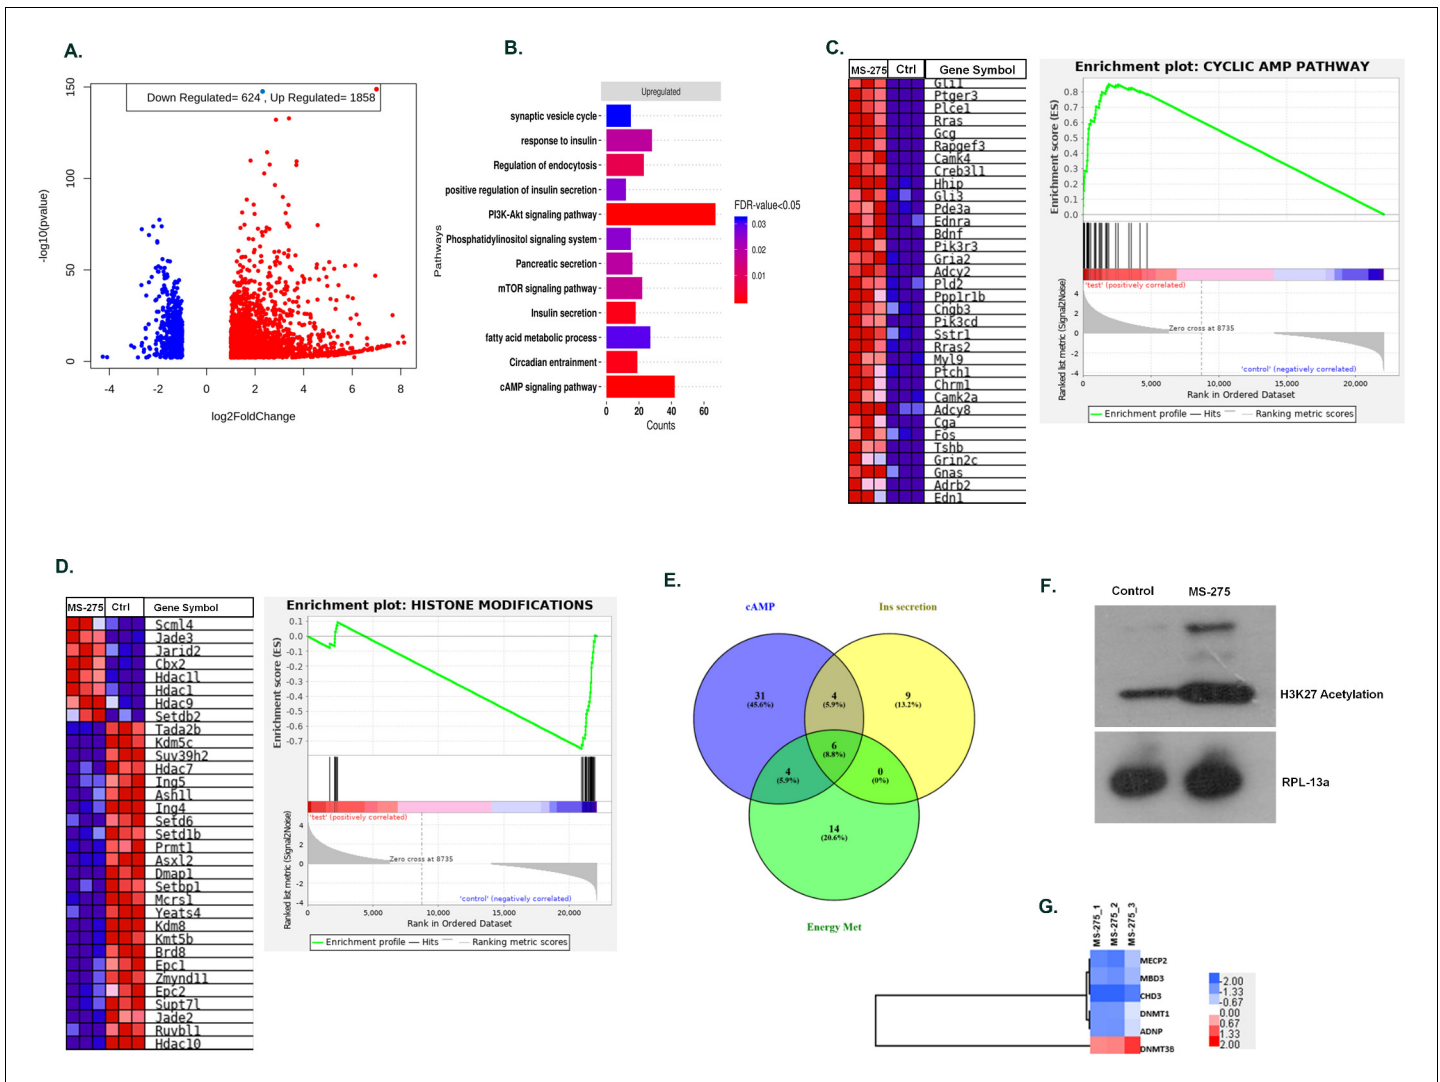 A.
Down Regulated= 624 , Up Regulated= 1858
150
100
50
0
-log10(pvalue)
-4
-2
0
2
4
6
8
log2FoldChange
B.
Upregulated
Pathways
synaptic vesicle cycle
response to insulin
Regulation of endocytosis
positive regulation of insulin secretion
PI3K-Akt signaling pathway
Phosphatidylinositol signaling system
Pancreatic secretion
mTOR signaling pathway
Insulin secretion
fatty acid metabolic process
Circadian entrainment
cAMP signaling pathway
0
20
40
60
Counts
FDR-value<0.05
0.03
0.02
0.01
C.
MS-275 Ctrl Gene Symbol
Gli1
Ptger3
Plce1
Rras
Gcg
Rapgef3
Camk4
Creb3l1
Hhip
Gli3
Pde3a
Ednra
Bdnf
Pik3r3
Gria2
Adcy2
Pld2
Ppp1r1b
Cngb3
Pik3cd
Sstr1
Rras2
Myl9
Ptch1
Chrm1
Camk2a
Adcy8
Cga
Fos
Tshb
Grin2c
Gnas
Adrb2
Edn1
Enrichment plot: CYCLIC AMP PATHWAY
Enrichment score (ES)
0.8
0.7
0.6
0.5
0.4
0.3
0.2
0.1
0.0
'test' (positively correlated)
Ranked list metric (Signal2Noise)
4
2
0
-2
-4
Zero cross at 8735
'control' (negatively correlated)
0
5,000
10,000
15,000
20,000
Rank in Ordered Dataset
Enrichment profile
Hits
Ranking metric scores
D.
MS-275 Ctrl Gene Symbol
Scml4
Jade3
Jarid2
Cbx2
Hdac1l
Hdac1
Hdac9
Setdb2
Tada2b
Kdm5c
Suv39h2
Hdac7
Ing5
Ash1l
Ing4
Setd6
Setd1b
Prmt1
Asxl2
Dmap1
Setbp1
Mcrs1
Yeats4
Kdm8
Kmt5b
Brd8
Epc1
Zmynd11
Epc2
Supt7l
Jade2
Ruvbl1
Hdac10
Enrichment plot: HISTONE MODIFICATIONS
Enrichment score (ES)
0.1
0.0
-0.1
-0.2
-0.3
-0.4
-0.5
-0.6
-0.7
'test' (positively correlated)
Ranked list metric (Signal2Noise)
4
2
0
-2
-4
Zero cross at 8735
'control' (negatively correlated)
0
5,000
10,000
15,000
20,000
Rank in Ordered Dataset
Enrichment profile
Hits
Ranking metric scores
E.
cAMP
Ins secretion
31
(45.6%)
4
(5.9%)
9
(13.2%)
6
(8.8%)
4
(5.9%)
0
(0%)
14
(20.6%)
Energy Met
F.
Control
MS-275
H3K27 Acetylation
RPL-13a
G.
MS-275_1
MS-275_2
MS-275_3
MECP2
MBD3
CHD3
DNMT1
ADNP
DNMT3B
-2.00
-1.33
-0.67
0.00
0.67
1.33
2.00